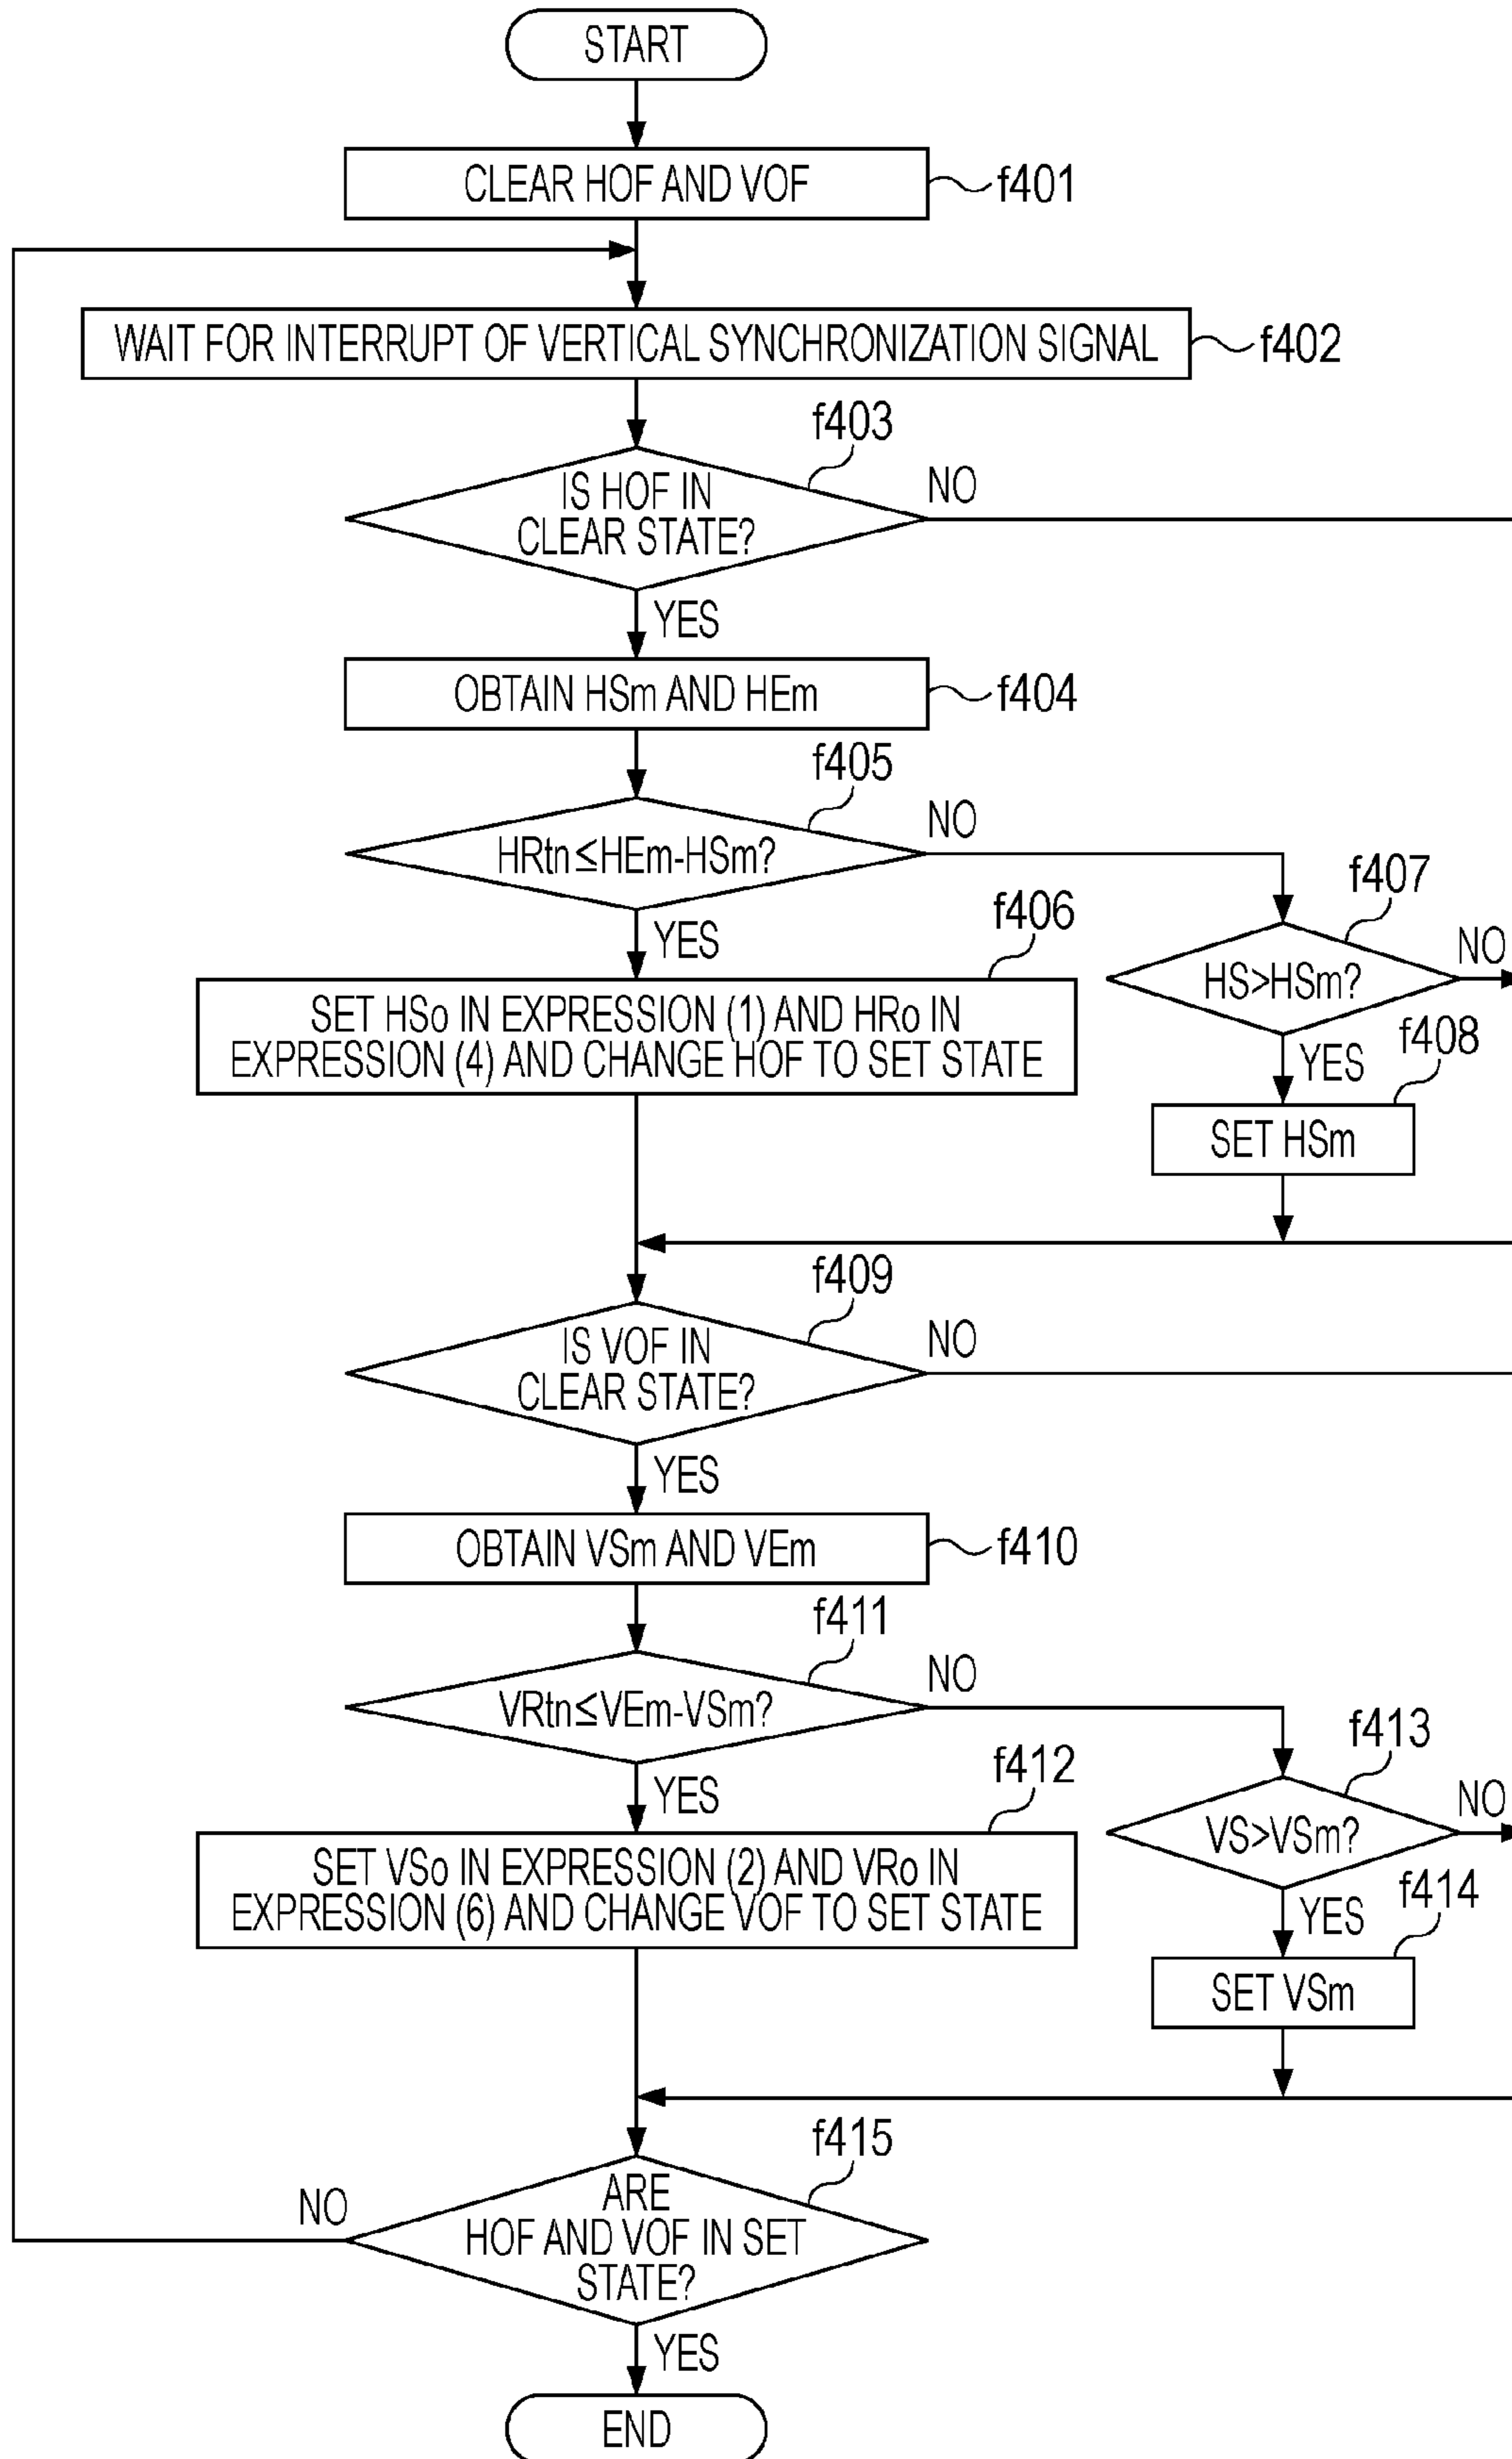 START
CLEAR HOF AND VOF
f401
WAIT FOR INTERRUPT OF VERTICAL SYNCHRONIZATION SIGNAL
f402
f403
IS HOF IN
CLEAR STATE?
NO
YES
OBTAIN HSm AND HEm
f404
f405
HRtn≤HEm-HSm?
NO
YES
f406
SET HSo IN EXPRESSION (1) AND HRo IN
EXPRESSION (4) AND CHANGE HOF TO SET STATE
f407
HS>HSm?
NO
YES
f408
SET HSm
f409
IS VOF IN
CLEAR STATE?
NO
YES
OBTAIN VSm AND VEm
f410
f411
VRtn≤VEm-VSm?
NO
YES
f412
SET VSo IN EXPRESSION (2) AND VRo IN
EXPRESSION (6) AND CHANGE VOF TO SET STATE
f413
VS>VSm?
NO
YES
f414
SET VSm
f415
ARE
HOF AND VOF IN SET
STATE?
NO
YES
END